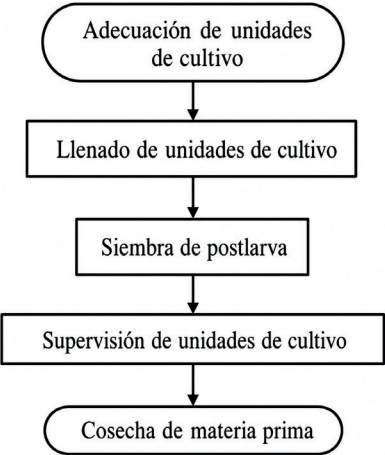 Adecuación de unidades
de cultivo
Llenado de unidades de cultivo
Siembra de postlarva
Supervisión de unidades de cultivo
Cosecha de materia prima